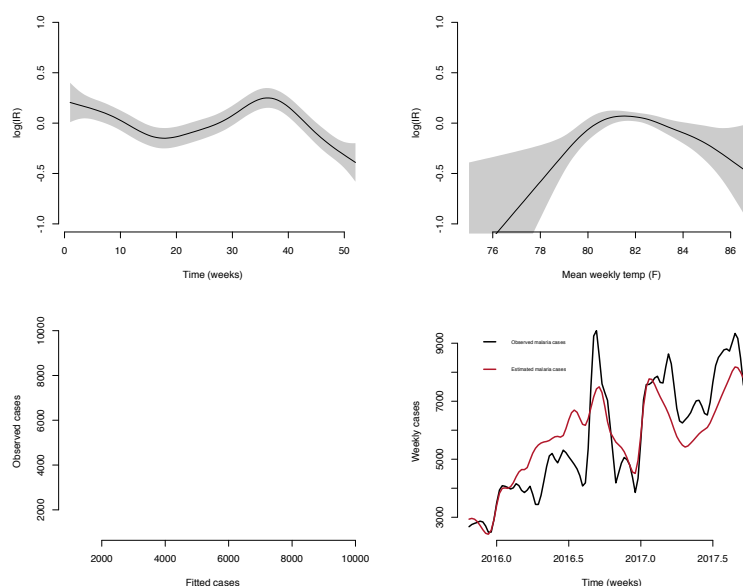 1.0
0.5
0.0
-0.5
-1.0
log(IR)
0 10 20 30 40 50
Time (weeks)
1.0
0.5
0.0
-0.5
-1.0
log(IR)
76 78 80 82 84 86
Mean weekly temp (F)
10000
8000
6000
4000
2000
Observed cases
2000 4000 6000 8000 10000
Fitted cases
9000
7000
5000
3000
Weekly cases
Observed malaria cases
Estimated malaria cases
2016.0 2016.5 2017.0 2017.5
Time (weeks)